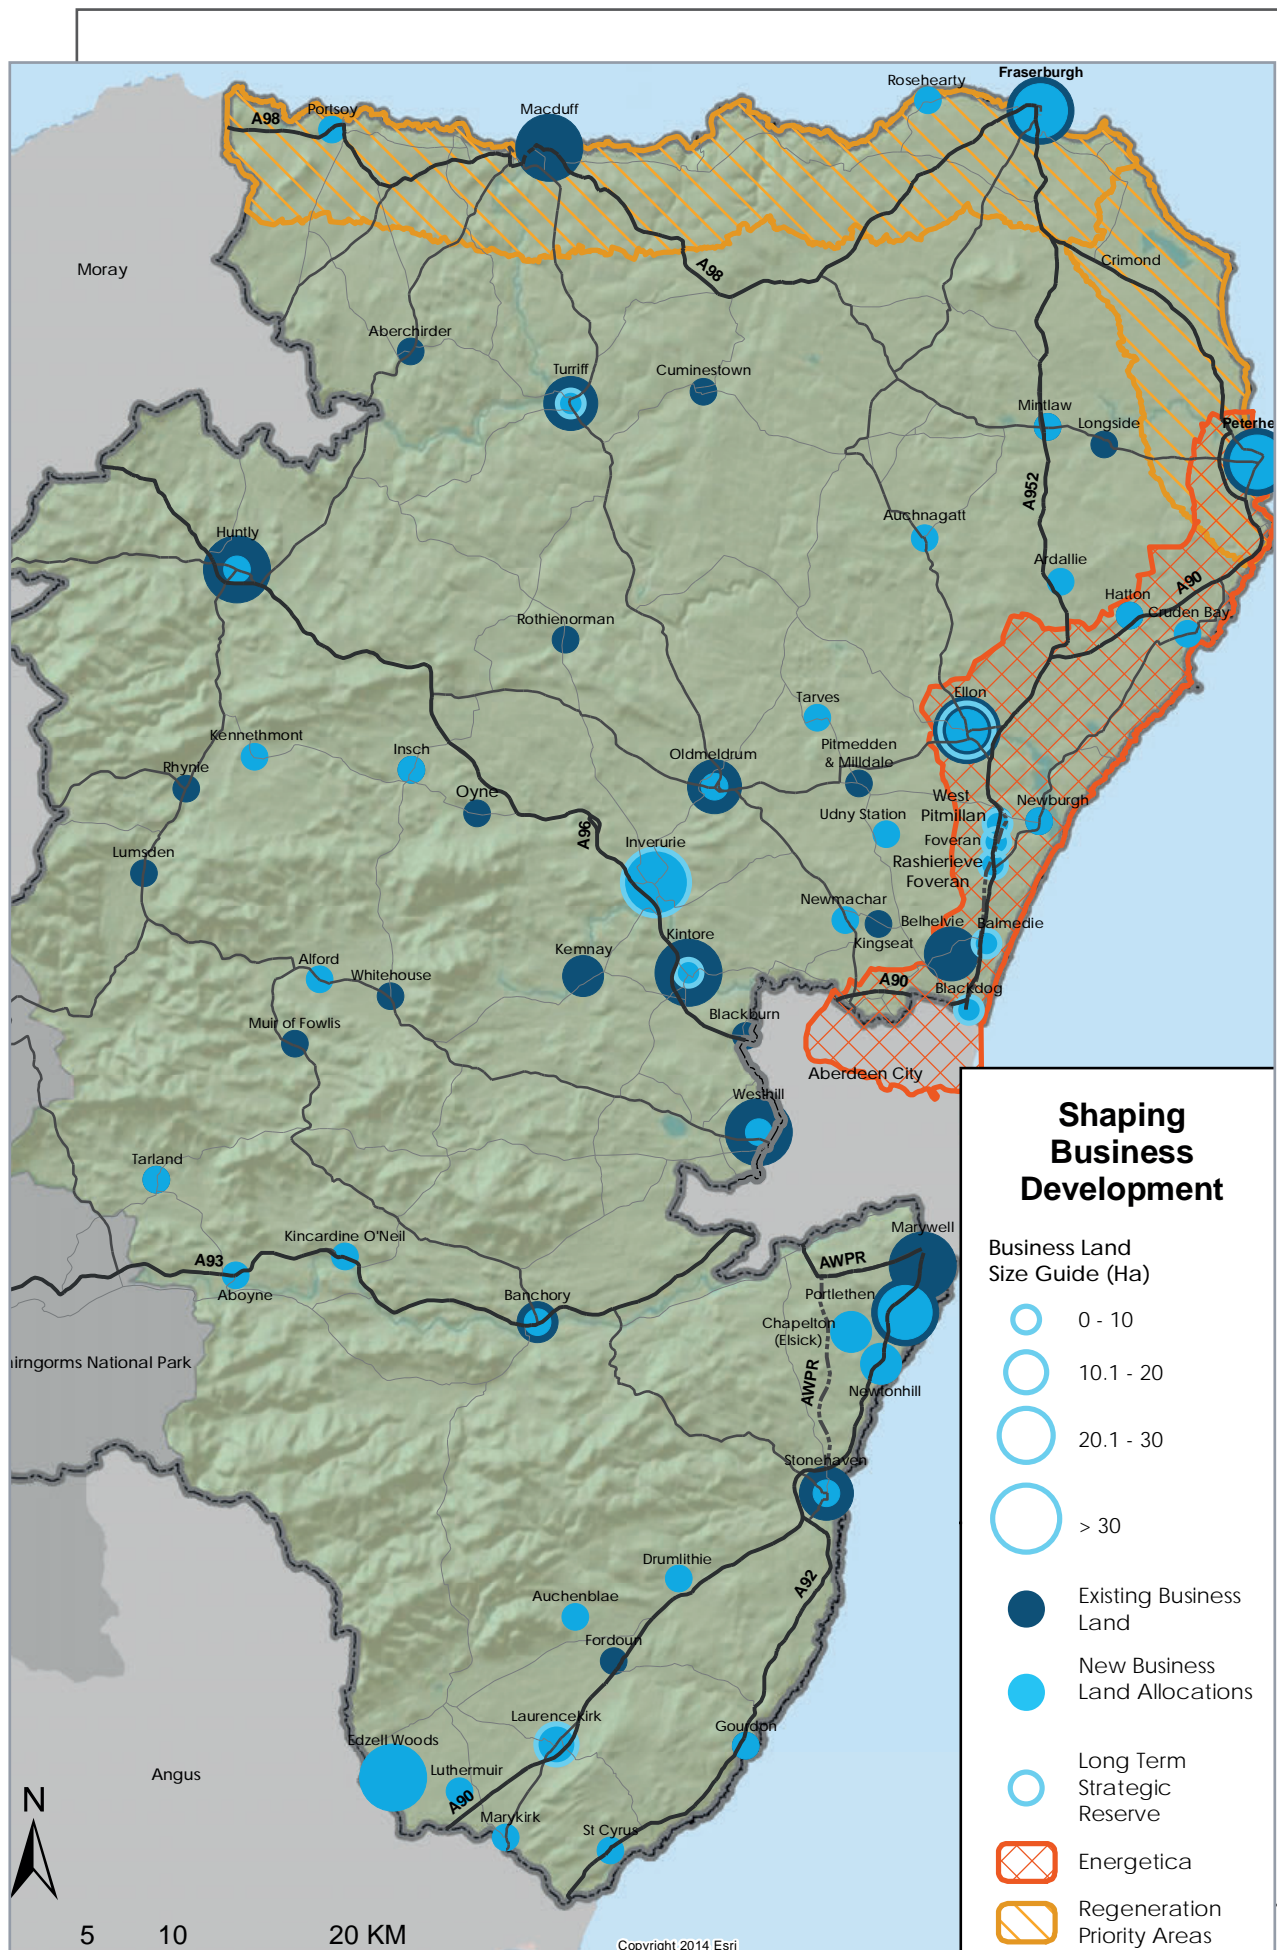 Rosehearty
Fraserburgh
Portsoy
Macduff
A98
Moray
A98
Crimond
Aberchirder
Turriff
Cuminestown
Mintlaw
Longside
Peterhe
A952
Huntly
Auchnagatt
Ardallie
A90
Hatton
Cruden Bay
Rothienorman
Ellon
Tarves
Kennethmont
Insch
Oldmeldrum
Pitmedden
& Milldale
Rhynie
Oyne
West
Pitmillan
Newburgh
Udny Station
A96
Inverurie
Foveran
Rashierieve
Foveran
Lumsden
Newmachar
Kingseat
Belhelvie
Balmedie
Kintore
Kemnay
Alford
Whitehouse
A90
Blackdog
Muir of Fowlis
Blackburn
Aberdeen City
Westhill
Tarland
Marywell
Kincardine O'Neil
A93
AWPR
Aboyne
Banchory
Portlethen
Chapelton
(Elsick)
airngorms National Park
AWPR
Newtonhill
Stonehaven
Drumlithie
A92
Auchenblae
Fordoun
Laurencekirk
Gourdon
Edzell Woods
Luthermuir
Angus
A90
Marykirk
St Cyrus
N
5 10 20 KM
Copyright 2014 Esri
Shaping
Business
Development
Business Land
Size Guide (Ha)
0 - 10
10.1 - 20
20.1 - 30
> 30
Existing Business
Land
New Business
Land Allocations
Long Term
Strategic
Reserve
Energetica
Regeneration
Priority Areas